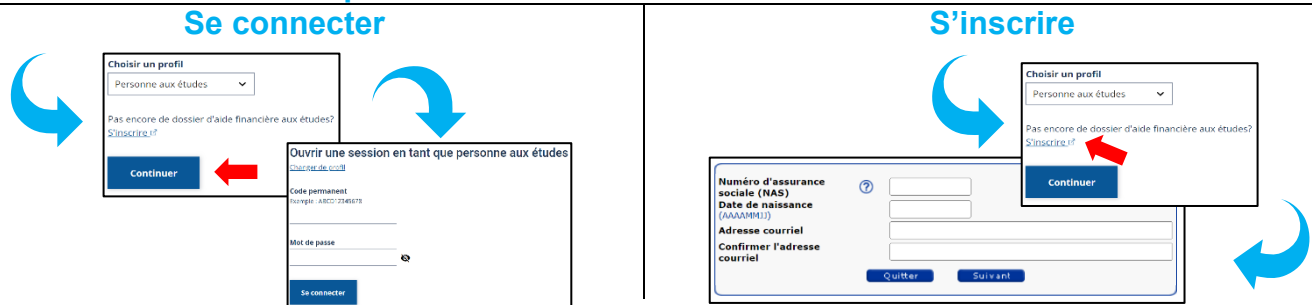 Se connecter
Choisir un profil
Personne aux études
Pas encore de dossier d'aide financière aux études?
S'inscrire
Continuer
Ouvrir une session en tant que personne aux études
Changer de profil
Code permanent
Exemple : ABCD12345678
Mot de passe
Se connecter
S’inscrire
Choisir un profil
Personne aux études
Pas encore de dossier d'aide financière aux études?
S'inscrire
Continuer
Numéro d'assurance
sociale (NAS)
Date de naissance
(AAAAMMJJ)
Adresse courriel
Confirmer l'adresse
courriel
Quitter
Suivant